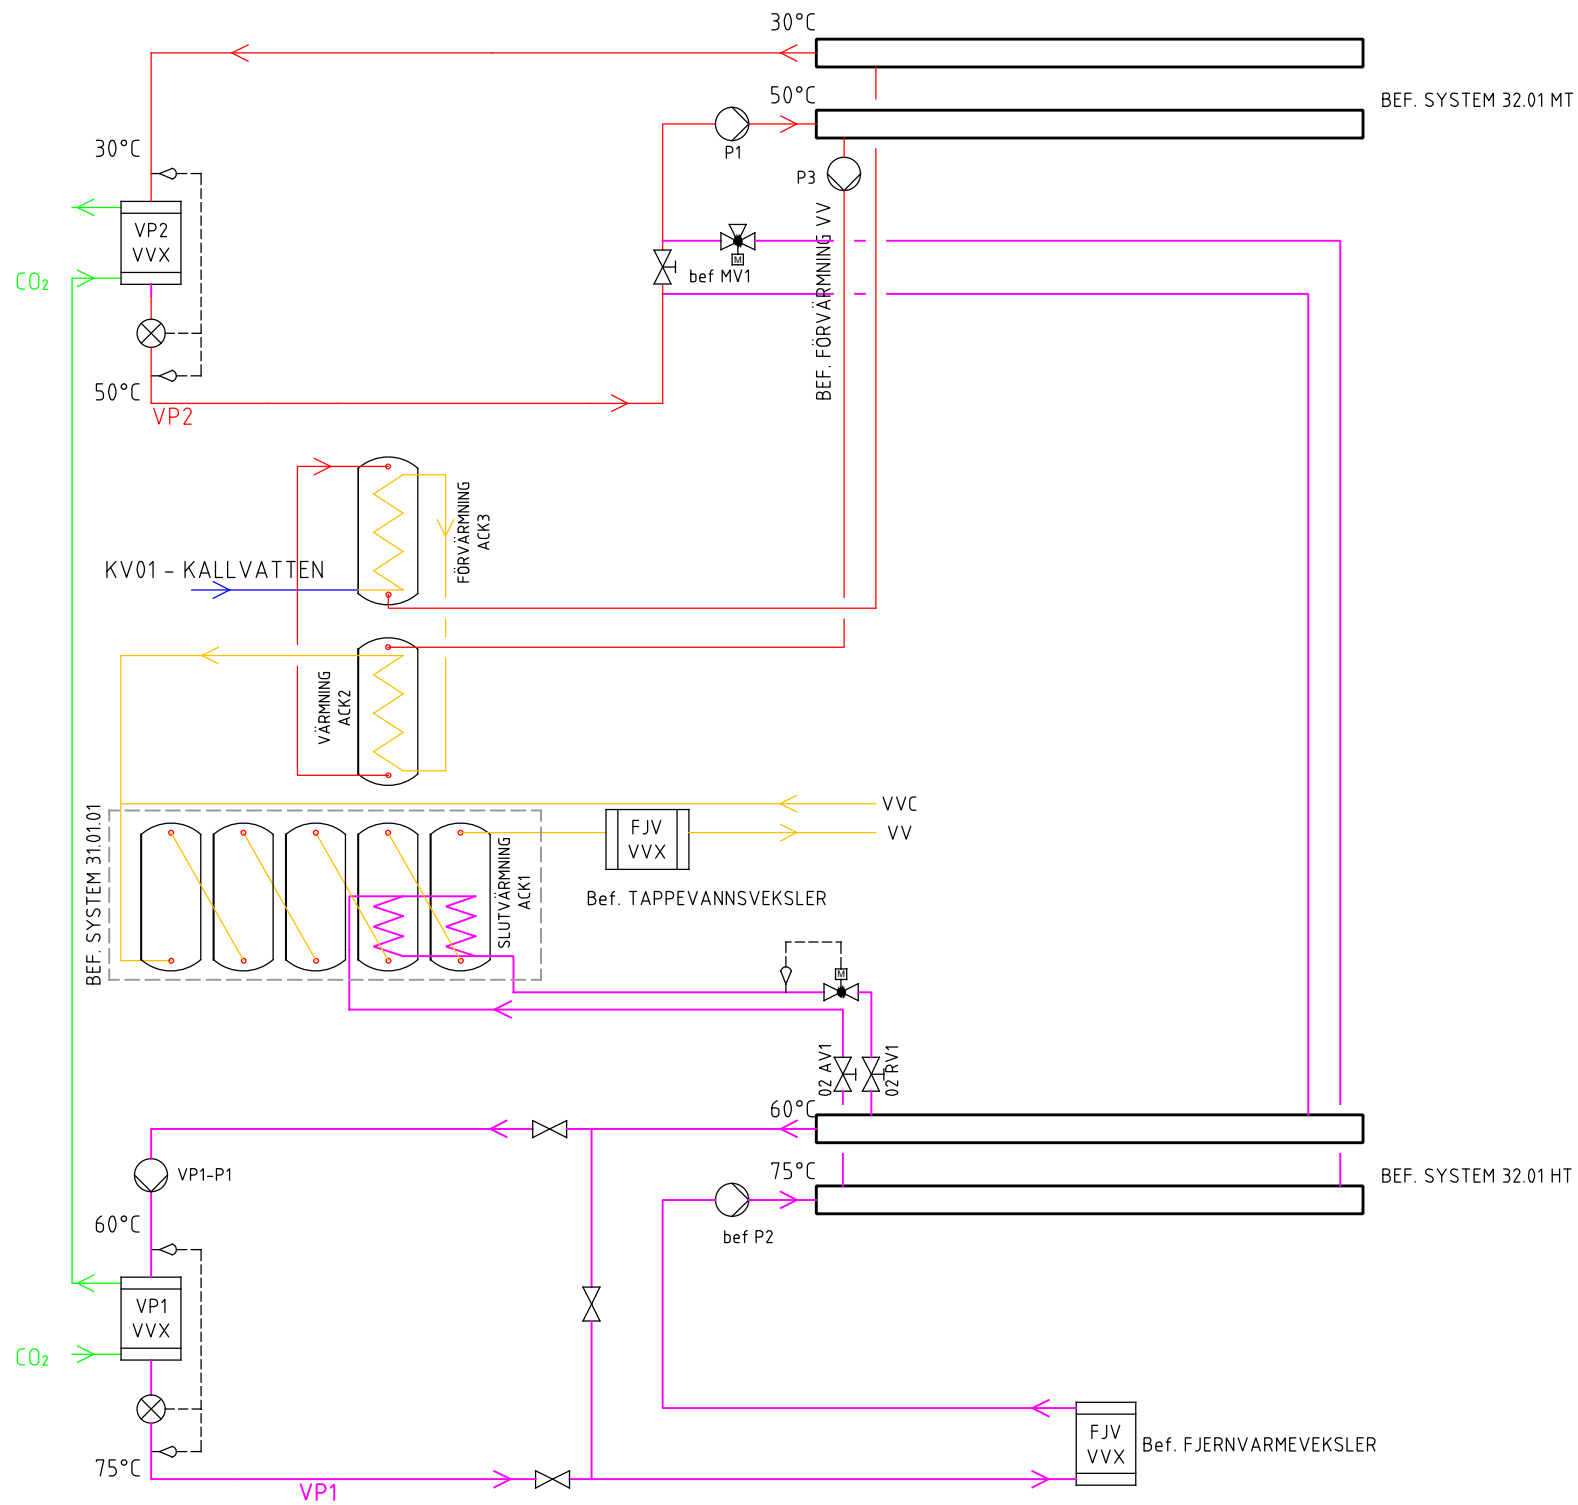 30°C
50°C
BEF. SYSTEM 32.01 MT
P1
P3
30°C
VP2
VVX
CO₂
bef MV1
M
BEF. FÖRVÄRMNING VV
50°C
VP2
FÖRVÄRMNING
ACK3
KV01 - KALLVATTEN
VÄRMNING
ACK2
BEF. SYSTEM 31.01.01
SLUTVÄRMNING
ACK1
FJV
VVX
VVC
VV
Bef. TAPPEVANNSVEKSLER
M
02 AV1
02 RV1
60°C
75°C
BEF. SYSTEM 32.01 HT
VP1-P1
60°C
bef P2
VP1
VVX
CO₂
75°C
VP1
FJV
VVX
Bef. FJERNVARMEVEKSLER